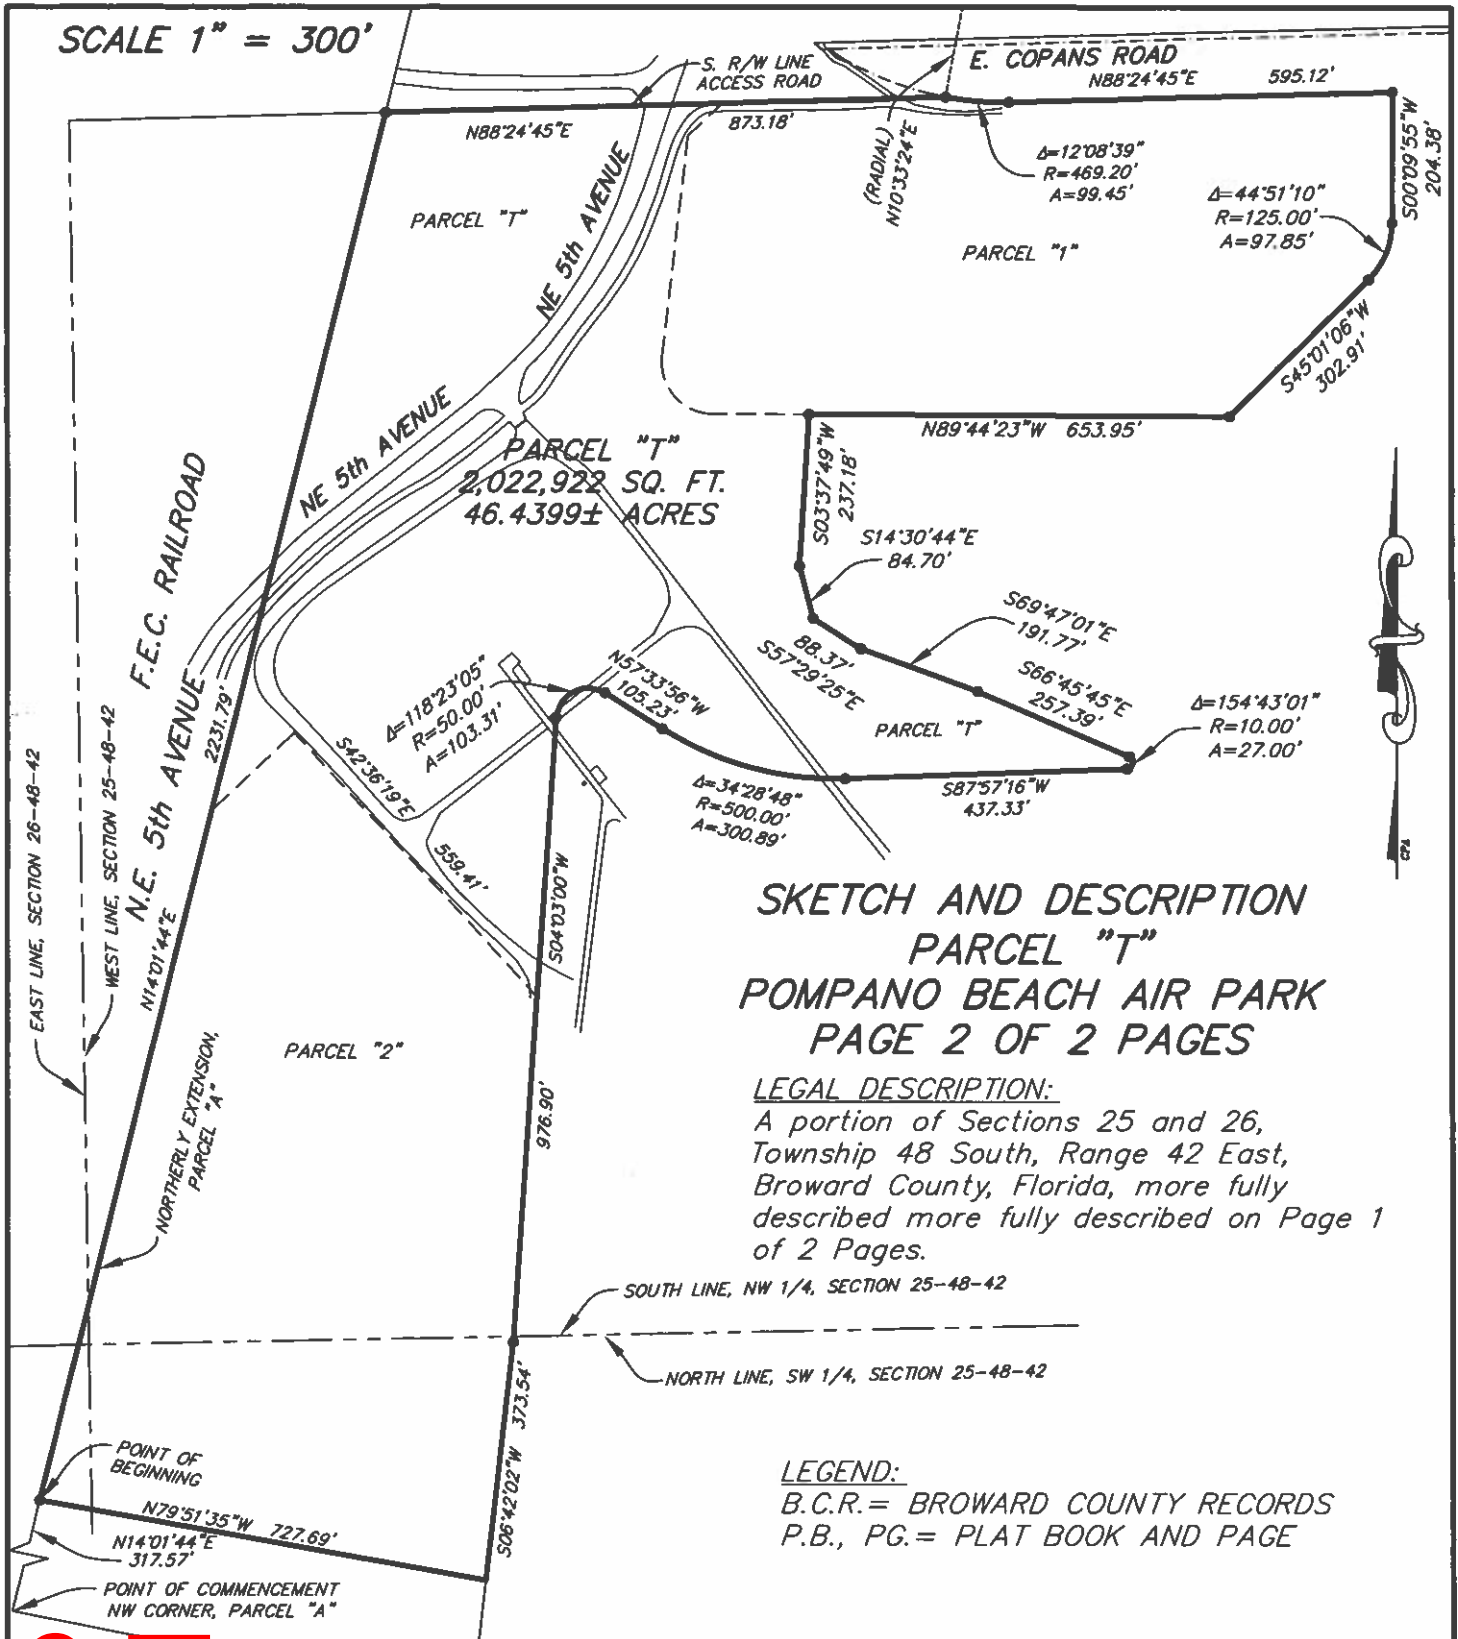 SCALE 1" = 300'
S. R/W LINE
ACCESS ROAD
E. COPANS ROAD
N88°24'45"E 595.12'
N88°24'45"E
873.18'
(RADIAL)
N10°33'24"E
Δ=12°08'39"
R=469.20'
A=99.45'
S00°09'55"W
204.38'
Δ=44°51'10"
R=125.00'
A=97.85'
PARCEL "T"
PARCEL "1"
NE 5th AVENUE
S45°01'06"W
302.91'
NE 5th AVENUE
N89°44'23"W 653.95'
PARCEL "T"
2,022,922 SQ. FT.
46.4399± ACRES
S03°37'49"W
237.18'
S14°30'44"E
84.70'
F.E.C. RAILROAD
S69°47'01"E
191.77'
88.37'
S57°29'25"E
S66°45'45"E
257.39'
N57°33'56"W
105.23'
Δ=118°23'05"
R=50.00'
A=103.31'
Δ=154°43'01"
R=10.00'
A=27.00'
PARCEL "T"
N.E. 5th AVENUE
2231.79'
S42°36'19"E
559.41'
Δ=34°28'48"
R=500.00'
A=300.89'
S87°57'16"W
437.33'
CPA
EAST LINE, SECTION 26-48-42
WEST LINE, SECTION 25-48-42
N14°01'44"E
S04°03'00"W
976.90'
SKETCH AND DESCRIPTION
PARCEL "T"
POMPANO BEACH AIR PARK
PAGE 2 OF 2 PAGES
PARCEL "2"
NORTHERLY EXTENSION,
PARCEL "A"
LEGAL DESCRIPTION:
A portion of Sections 25 and 26,
Township 48 South, Range 42 East,
Broward County, Florida, more fully
described more fully described on Page 1
of 2 Pages.
SOUTH LINE, NW 1/4, SECTION 25-48-42
NORTH LINE, SW 1/4, SECTION 25-48-42
S06°42'02"W 373.54'
POINT OF
BEGINNING
N79°51'35"W 727.69'
N14°01'44"E
317.57'
POINT OF COMMENCEMENT
NW CORNER, PARCEL "A"
LEGEND:
B.C.R.= BROWARD COUNTY RECORDS
P.B., PG.= PLAT BOOK AND PAGE